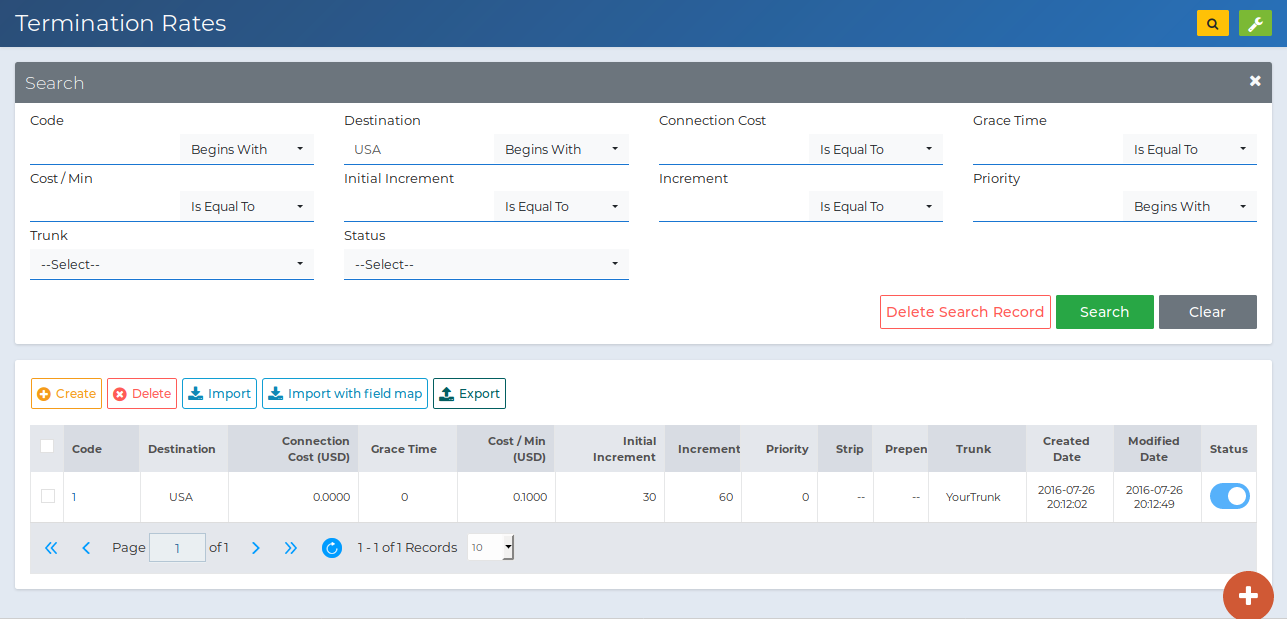 Termination Rates
Search
Code Destination Connection Cost Grace Time
Begins With USA Begins With Is Equal To Is Equal To
Cost / Min Initial Increment Increment Priority
Is Equal To Is Equal To Is Equal To Begins With
Trunk Status
--Select-- --Select--
Delete Search Record Search Clear
Create Delete Import Import with field map Export
Code Destination Connection Cost (USD) Grace Time Cost / Min (USD) Initial Increment Increment Priority Strip Prepen Trunk Created Date Modified Date Status
1 USA 0.0000 0 0.1000 30 60 0 -- -- YourTrunk 2016-07-26 20:12:02 2016-07-26 20:12:49
Page 1 of 1 1 - 1 of 1 Records 10